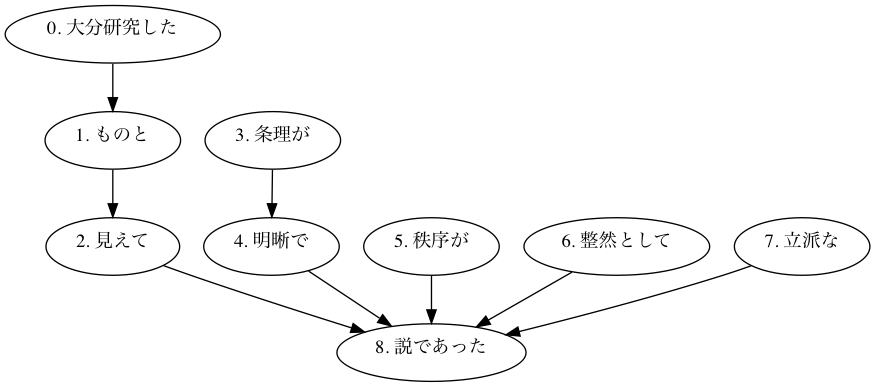 0. 大分研究した
1. ものと
3. 条理が
2. 見えて
4. 明晰で
5. 秩序が
6. 整然として
7. 立派な
8. 説であった